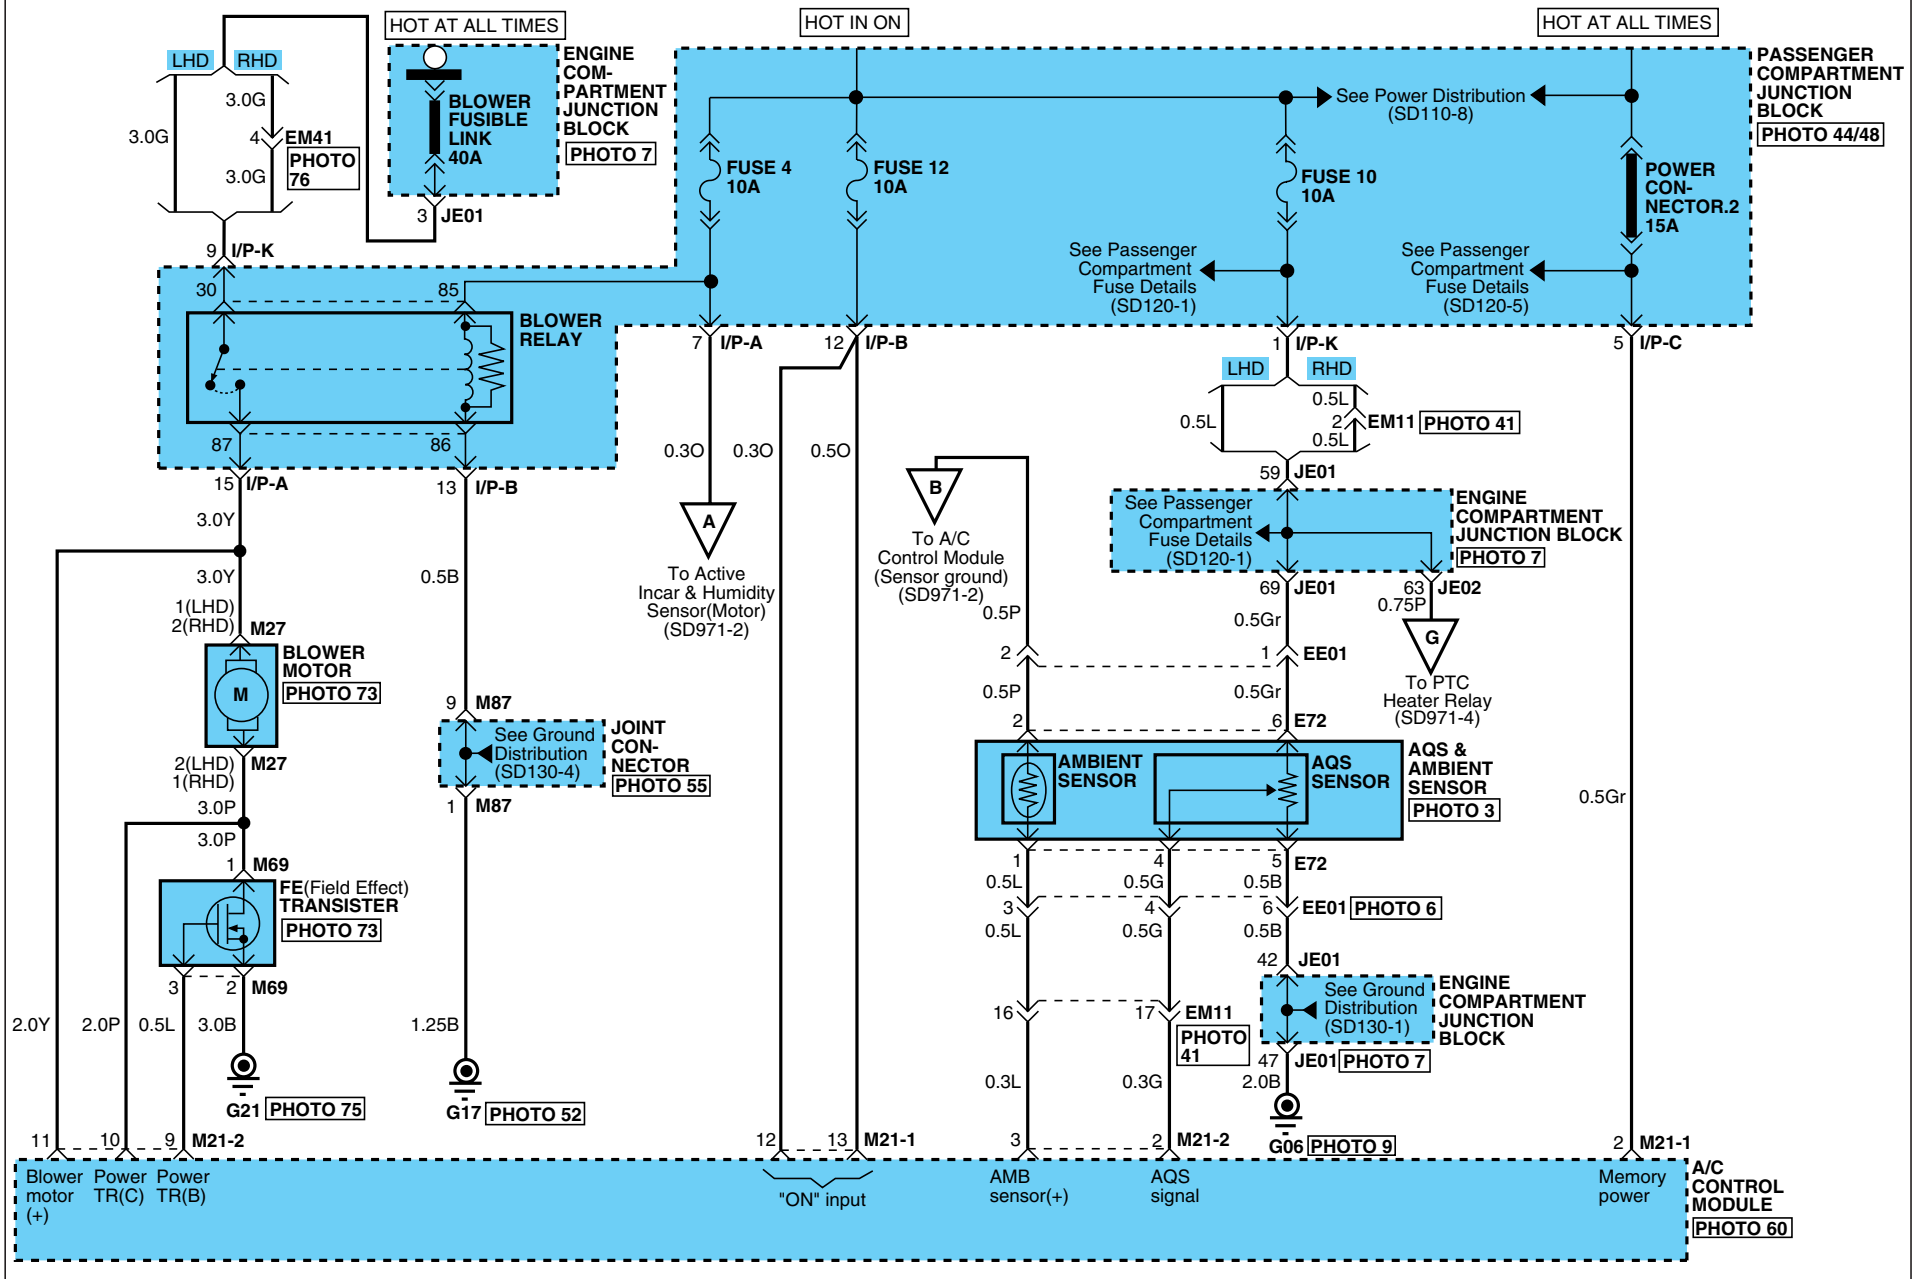 HOT AT ALL TIMES
HOT IN ON
HOT AT ALL TIMES
LHD
RHD
3.0G
3.0G
4
EM41
PHOTO
76
3.0G
BLOWER
FUSIBLE
LINK
40A
ENGINE
COM-
PARTMENT
JUNCTION
BLOCK
PHOTO 7
3
JE01
9
I/P-K
FUSE 4
10A
FUSE 12
10A
FUSE 10
10A
See Power Distribution
(SD110-8)
POWER
CON-
NECTOR.2
15A
PASSENGER
COMPARTMENT
JUNCTION
BLOCK
PHOTO 44/48
See Passenger
Compartment
Fuse Details
(SD120-1)
See Passenger
Compartment
Fuse Details
(SD120-5)
30
85
BLOWER
RELAY
87
86
15
I/P-A
13
I/P-B
7
I/P-A
12
I/P-B
1
I/P-K
5
I/P-C
LHD
RHD
0.5L
0.5L
2
EM11
PHOTO 41
0.5L
59
JE01
See Passenger
Compartment
Fuse Details
(SD120-1)
ENGINE
COMPARTMENT
JUNCTION BLOCK
PHOTO 7
69
JE01
63
JE02
0.75P
G
To PTC
Heater Relay
(SD971-4)
0.3O
0.3O
0.5O
A
To Active
Incar & Humidity
Sensor(Motor)
(SD971-2)
B
To A/C
Control Module
(Sensor ground)
(SD971-2)
0.5P
0.5Gr
2
1
EE01
0.5P
0.5Gr
2
6
E72
3.0Y
3.0Y
1(LHD)
2(RHD)
M27
BLOWER
MOTOR
PHOTO 73
M
2(LHD)
1(RHD)
M27
3.0P
3.0P
1
M69
FE(Field Effect)
TRANSISTER
PHOTO 73
3
2
M69
2.0Y
2.0P
0.5L
3.0B
G21
PHOTO 75
0.5B
9
M87
See Ground
Distribution
(SD130-4)
JOINT
CON-
NECTOR
PHOTO 55
1
M87
1.25B
G17
PHOTO 52
AMBIENT
SENSOR
AQS
SENSOR
AQS &
AMBIENT
SENSOR
PHOTO 3
1
4
5
E72
0.5L
0.5G
0.5B
3
4
6
EE01
PHOTO 6
0.5L
0.5G
0.5B
42
JE01
See Ground
Distribution
(SD130-1)
ENGINE
COMPARTMENT
JUNCTION
BLOCK
16
17
EM11
PHOTO
41
47
JE01
PHOTO 7
0.3L
0.3G
2.0B
G06
PHOTO 9
0.5Gr
11
10
9
M21-2
12
13
M21-1
3
2
M21-2
2
M21-1
Blower
motor
(+)
Power
TR(C)
Power
TR(B)
"ON" input
AMB
sensor(+)
AQS
signal
Memory
power
A/C
CONTROL
MODULE
PHOTO 60